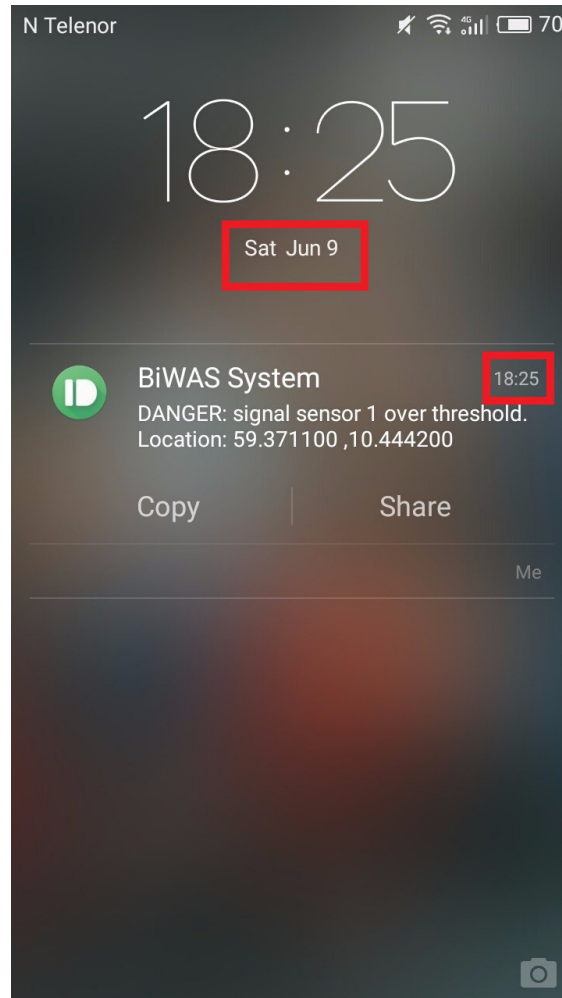 N Telenor
4G
70
18:25
Sat Jun 9
BiWAS System
18:25
DANGER: signal sensor 1 over threshold.
Location: 59.371100 ,10.444200
Copy
Share
Me